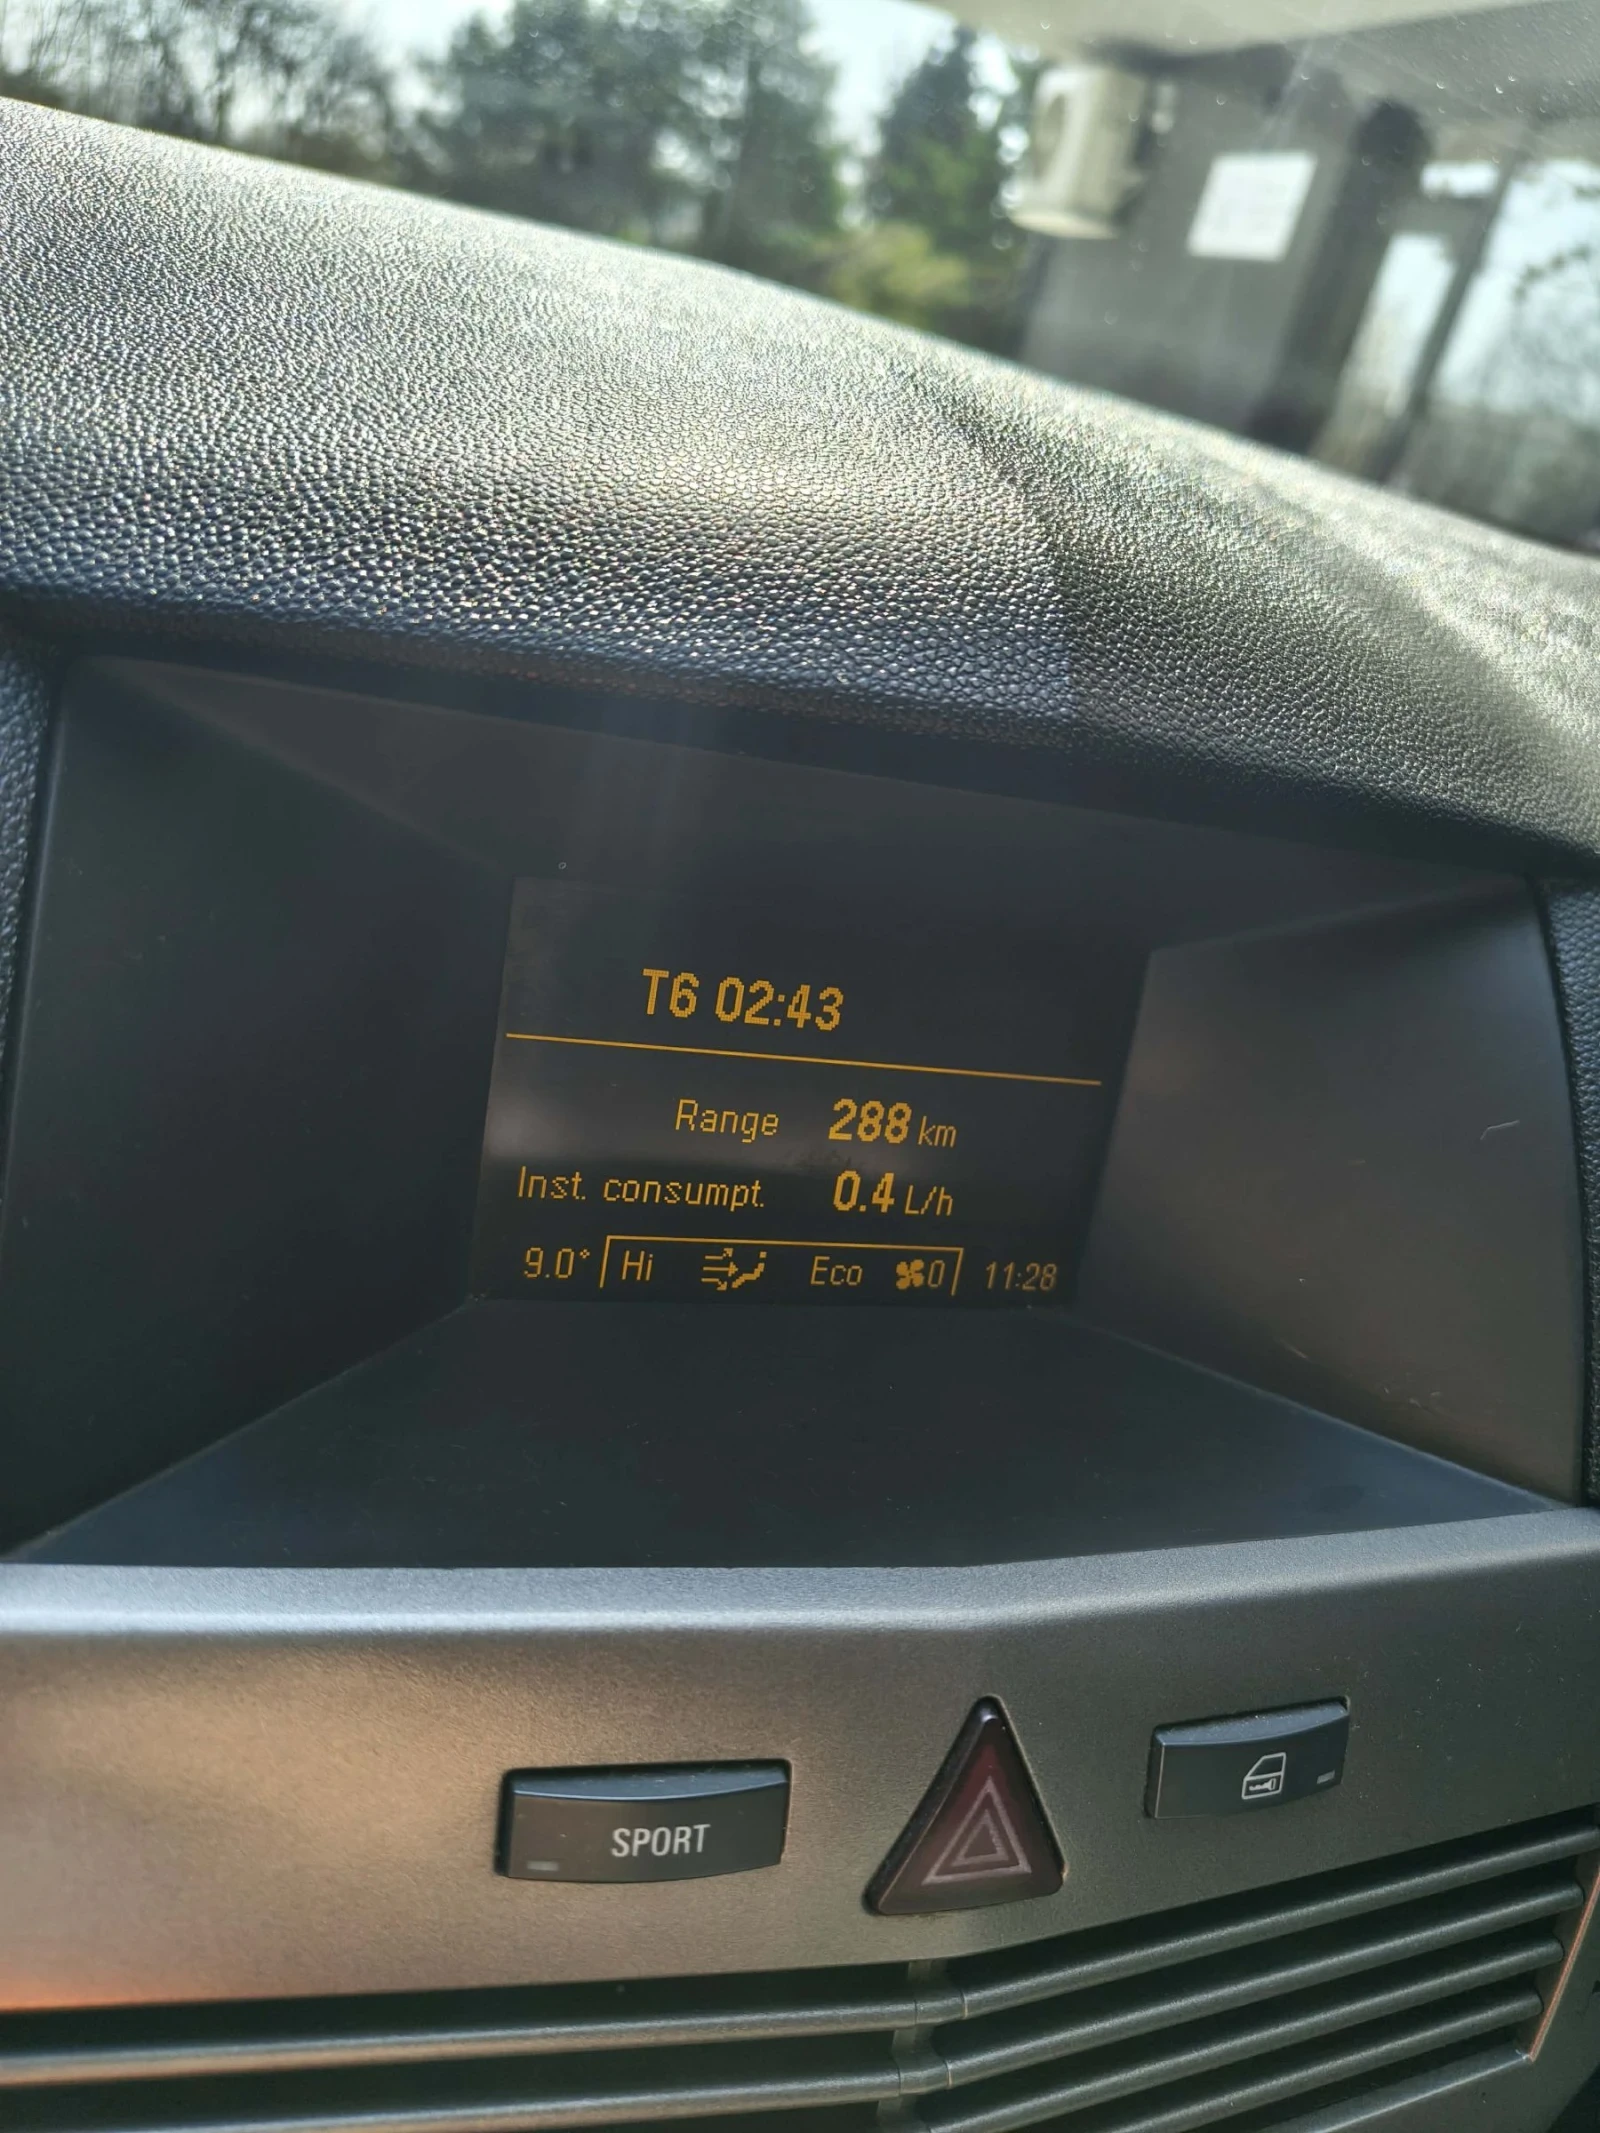 T6 02:43
Range 288 km
Inst. consumpt. 0.4 L/h
9.0° Hi Eco 0 11:28
SPORT